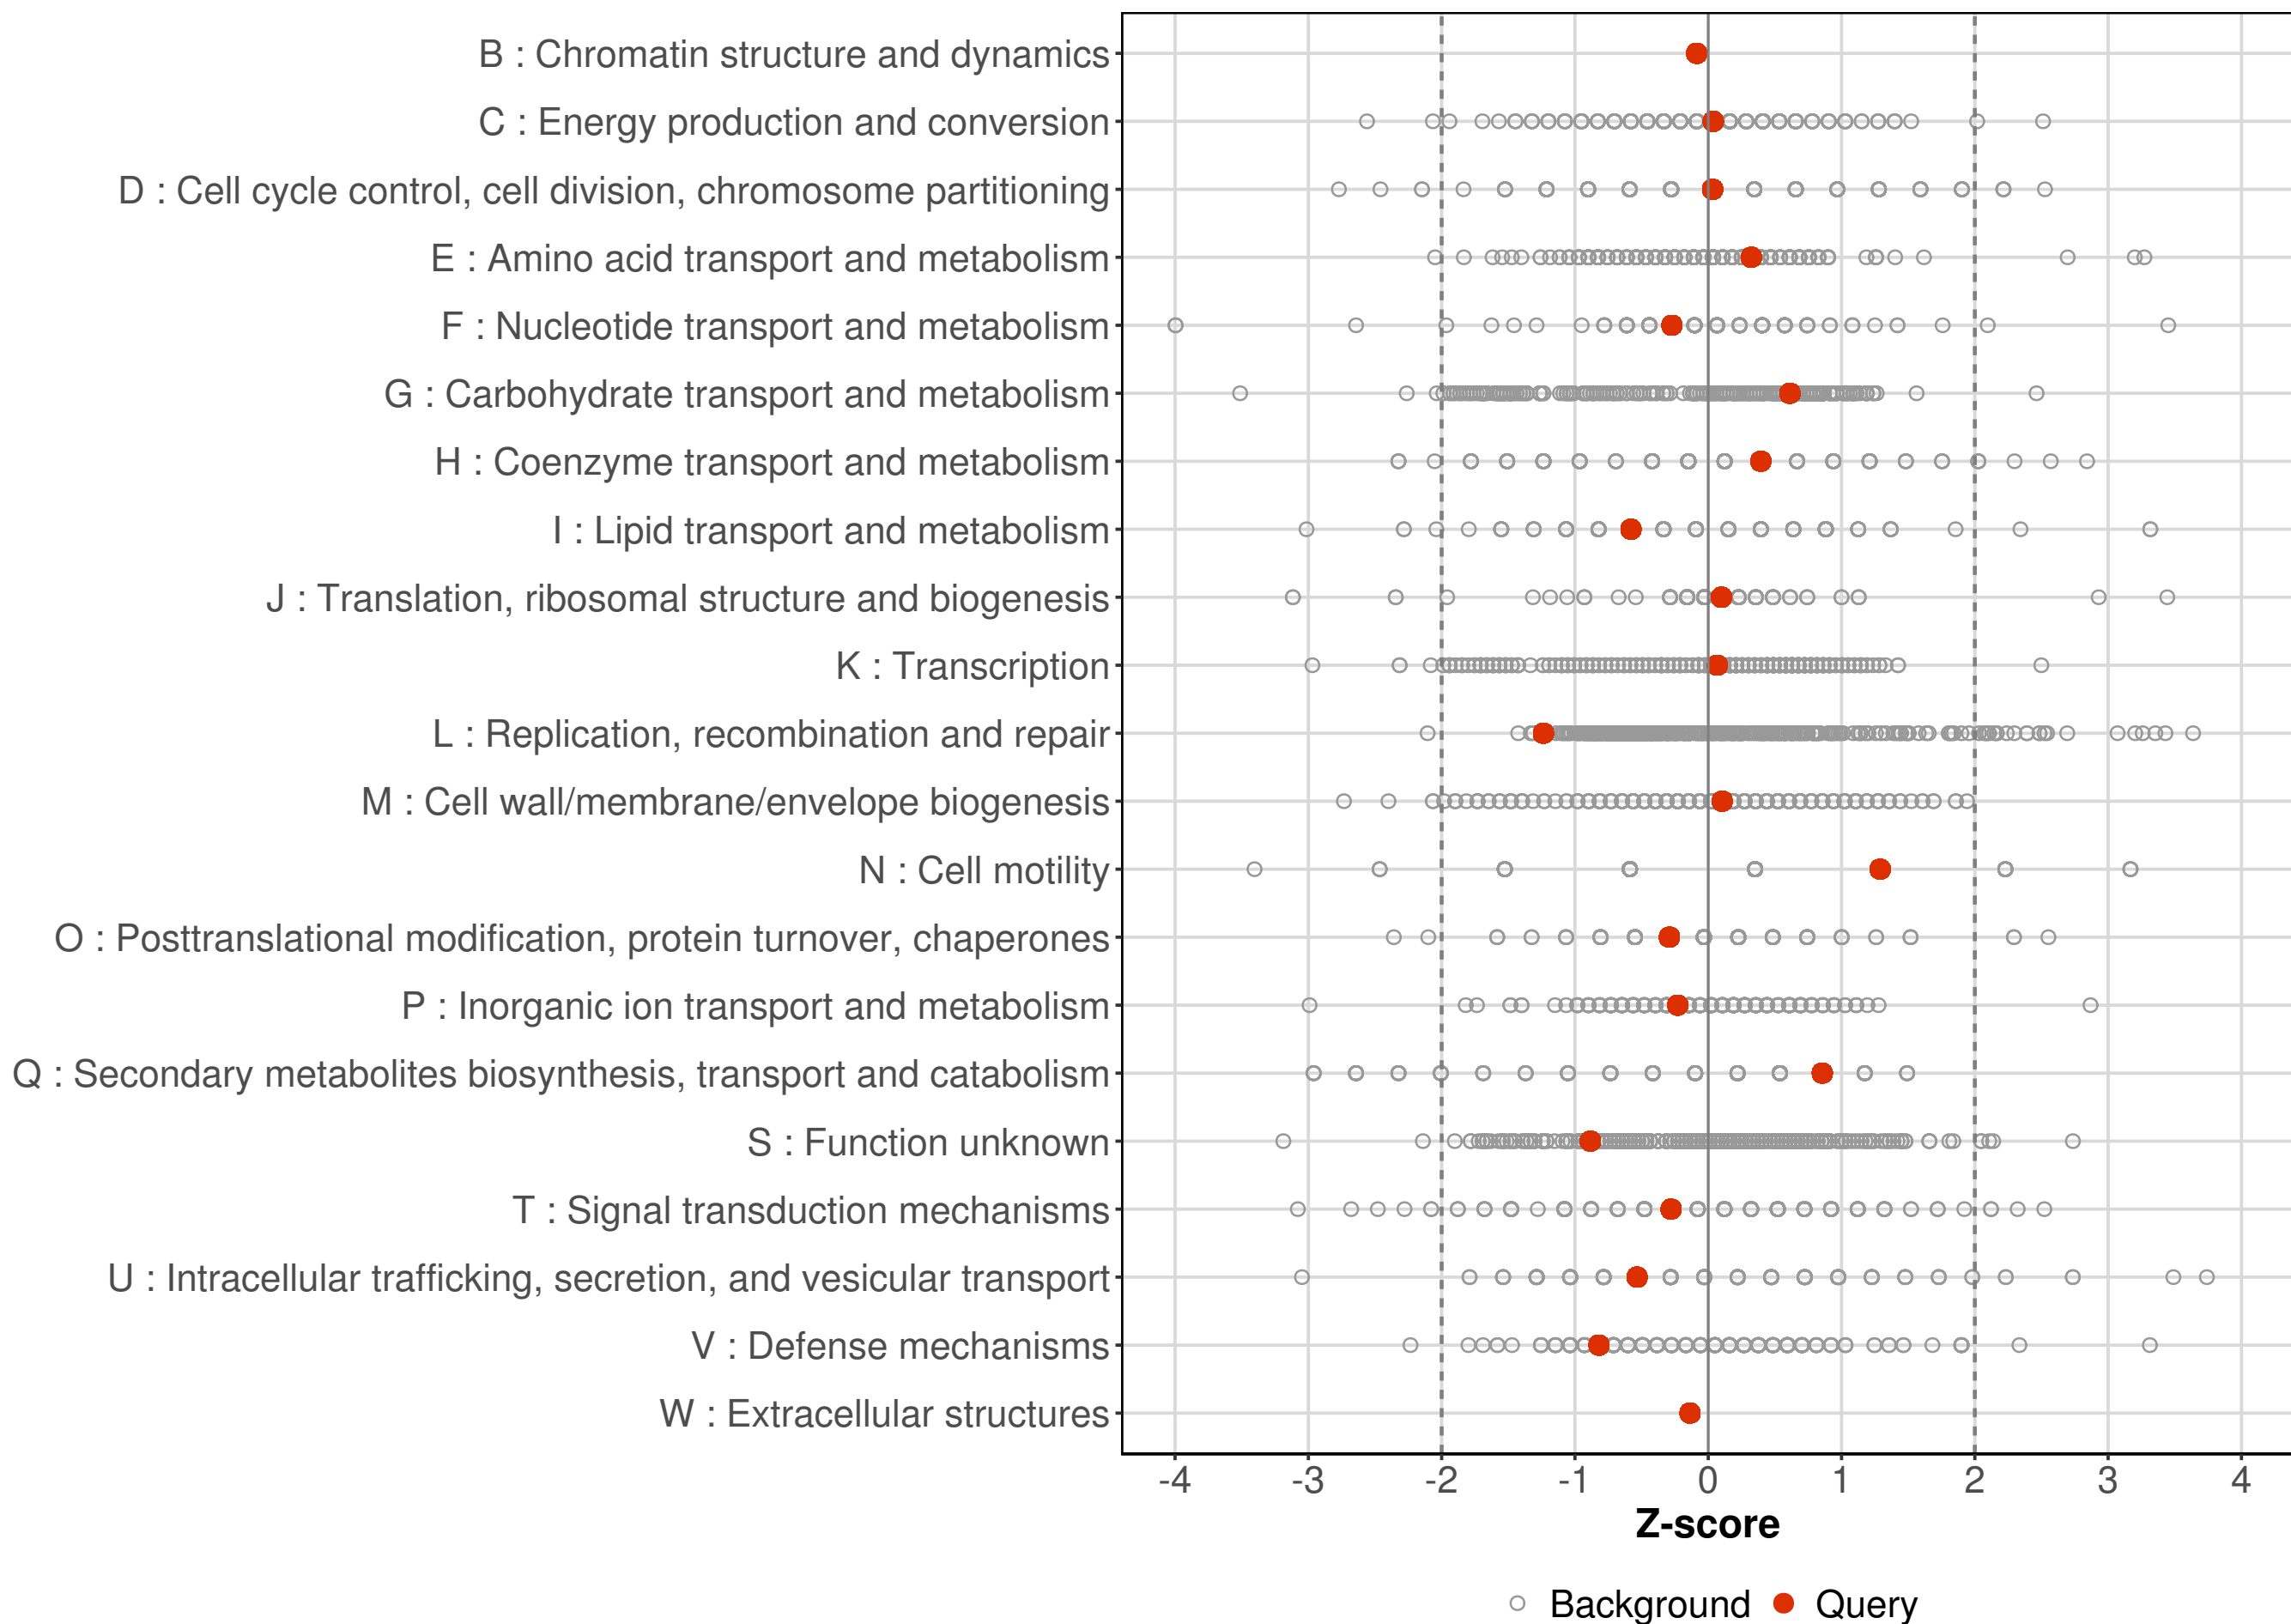 B : Chromatin structure and dynamics
C : Energy production and conversion
D : Cell cycle control, cell division, chromosome partitioning
E : Amino acid transport and metabolism
F : Nucleotide transport and metabolism
G : Carbohydrate transport and metabolism
H : Coenzyme transport and metabolism
I : Lipid transport and metabolism
J : Translation, ribosomal structure and biogenesis
K : Transcription
L : Replication, recombination and repair
M : Cell wall/membrane/envelope biogenesis
N : Cell motility
O : Posttranslational modification, protein turnover, chaperones
P : Inorganic ion transport and metabolism
Q : Secondary metabolites biosynthesis, transport and catabolism
S : Function unknown
T : Signal transduction mechanisms
U : Intracellular trafficking, secretion, and vesicular transport
V : Defense mechanisms
W : Extracellular structures
-4 -3 -2 -1 0 1 2 3 4
Z-score
Background Query